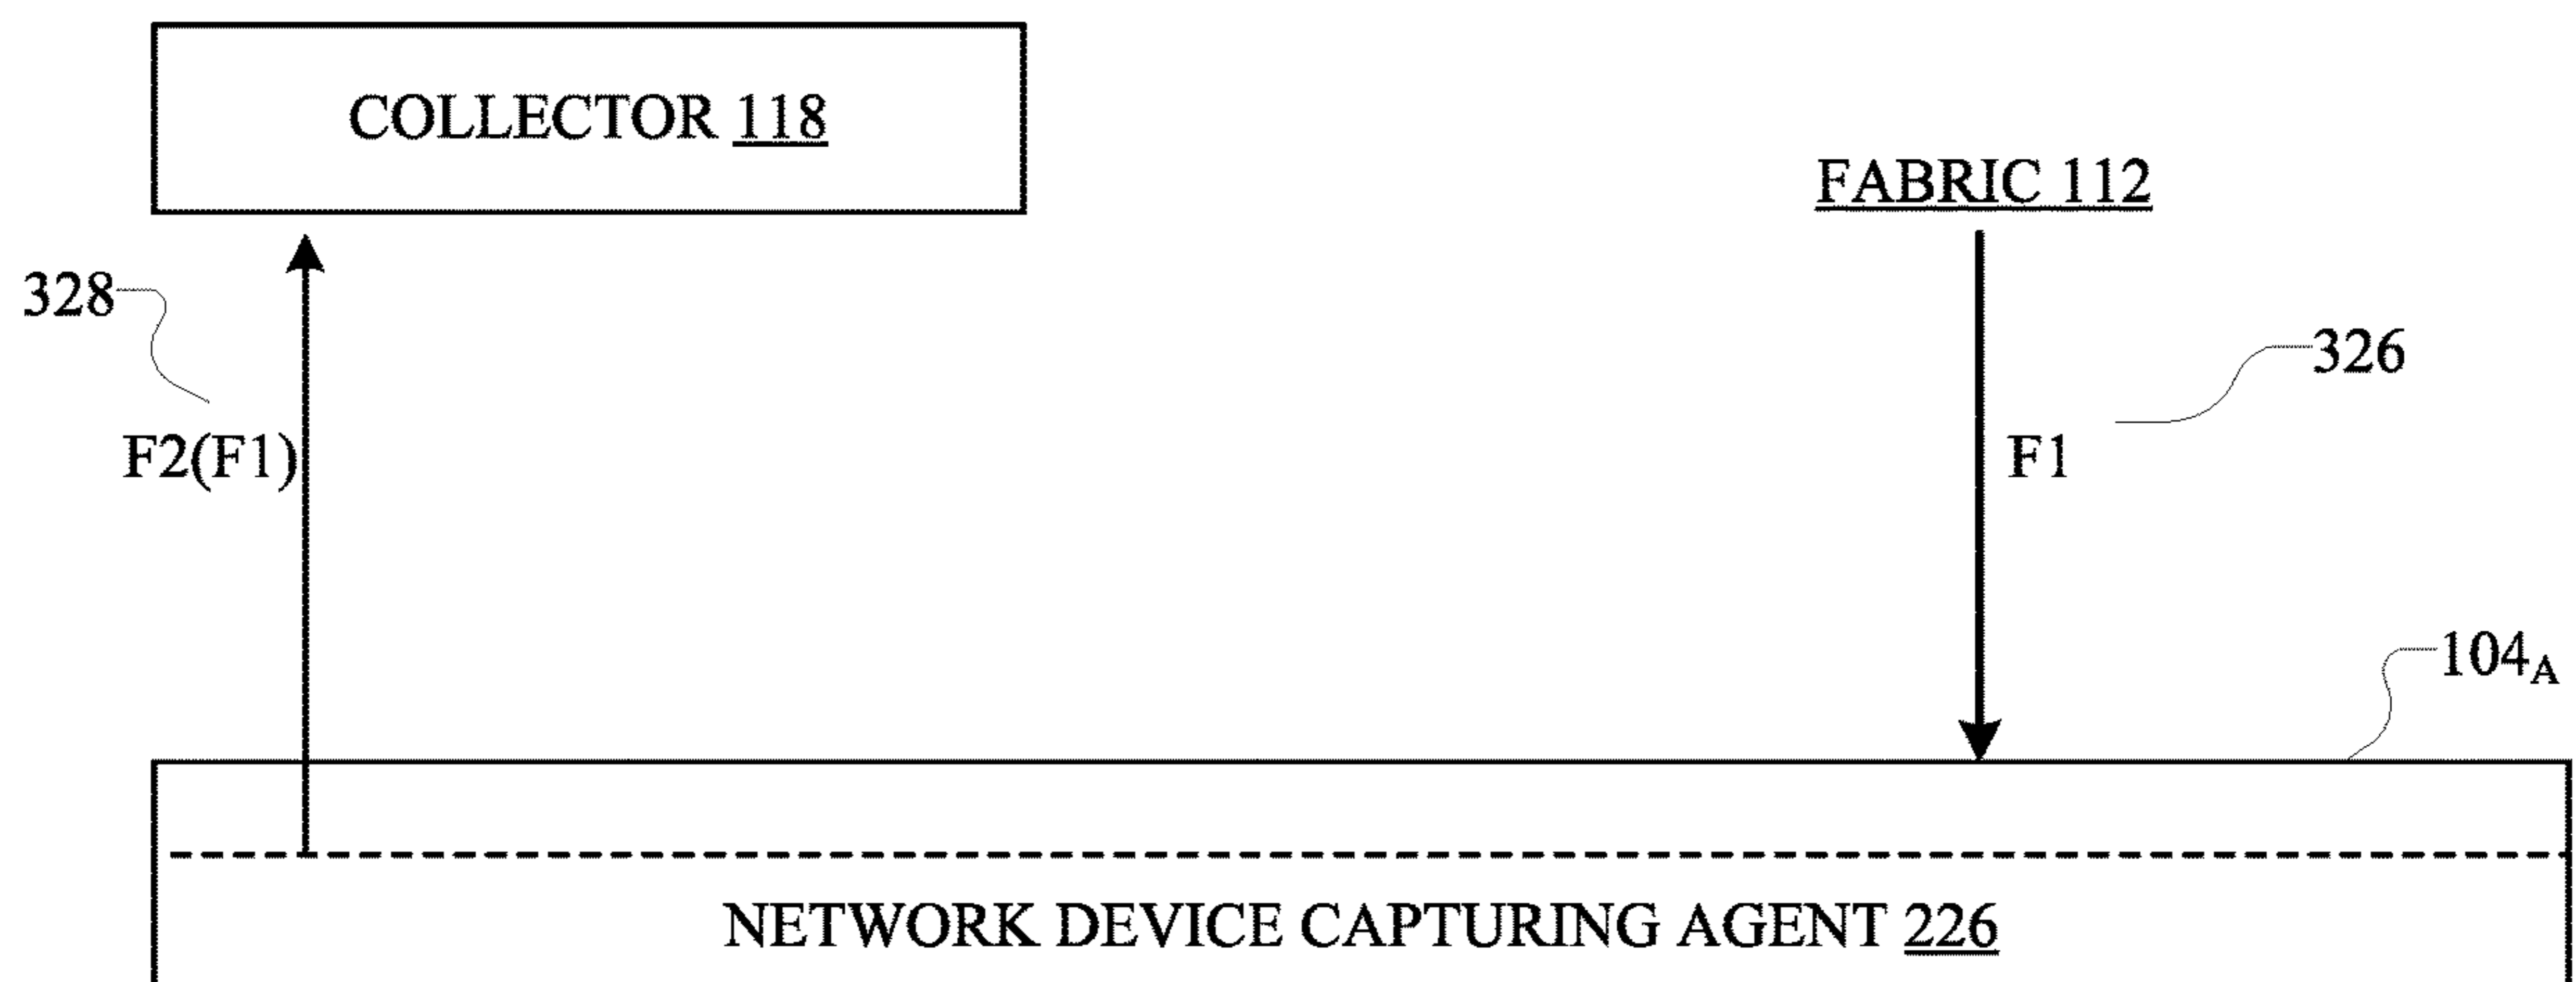 COLLECTOR 118
FABRIC 112
328
326
F2(F1)
F1
104A
NETWORK DEVICE CAPTURING AGENT 226